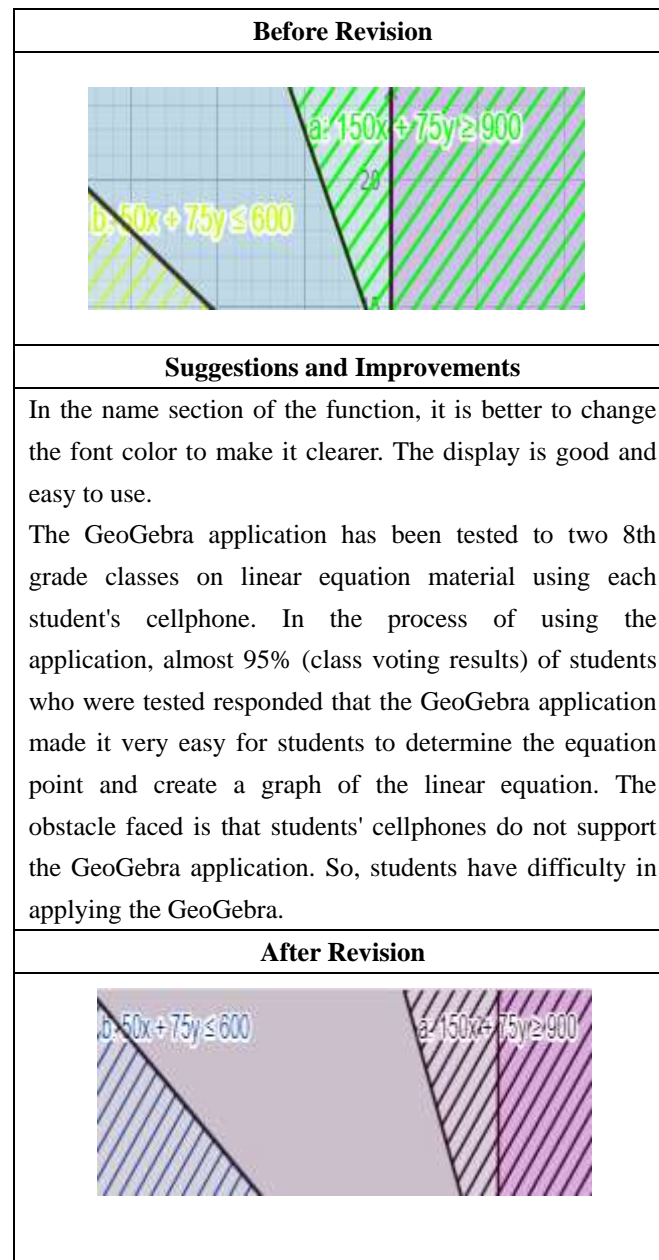 Before Revision
a: 150x + 75y ≥ 900
20
b: 50x + 75y ≤ 600
15
Suggestions and Improvements
In the name section of the function, it is better to change
the font color to make it clearer. The display is good and
easy to use.
The GeoGebra application has been tested to two 8th
grade classes on linear equation material using each
student's cellphone. In the process of using the
application, almost 95% (class voting results) of students
who were tested responded that the GeoGebra application
made it very easy for students to determine the equation
point and create a graph of the linear equation. The
obstacle faced is that students' cellphones do not support
the GeoGebra application. So, students have difficulty in
applying the GeoGebra.
After Revision
b: 50x + 75y ≤ 600
a: 150x + 75y ≥ 900